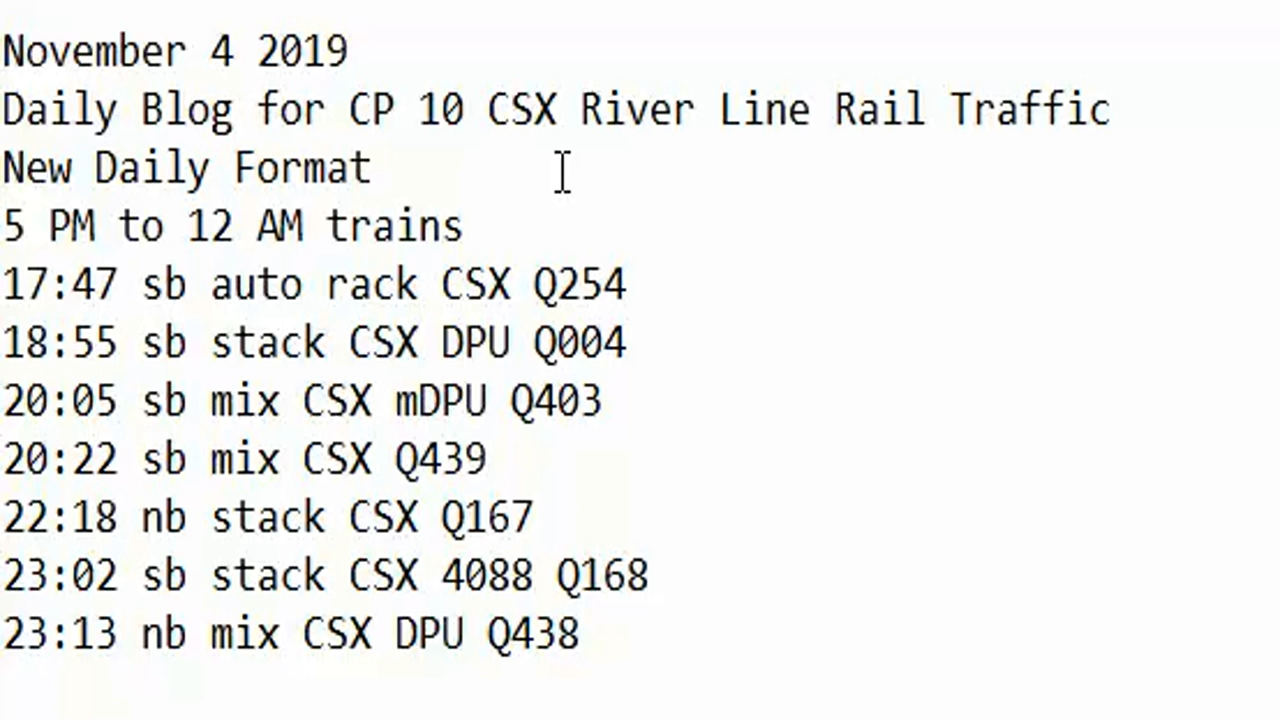 November 4 2019
Daily Blog for CP 10 CSX River Line Rail Traffic
New Daily Format
5 PM to 12 AM trains
17:47 sb auto rack CSX Q254
18:55 sb stack CSX DPU Q004
20:05 sb mix CSX mDPU Q403
20:22 sb mix CSX Q439
22:18 nb stack CSX Q167
23:02 sb stack CSX 4088 Q168
23:13 nb mix CSX DPU Q438